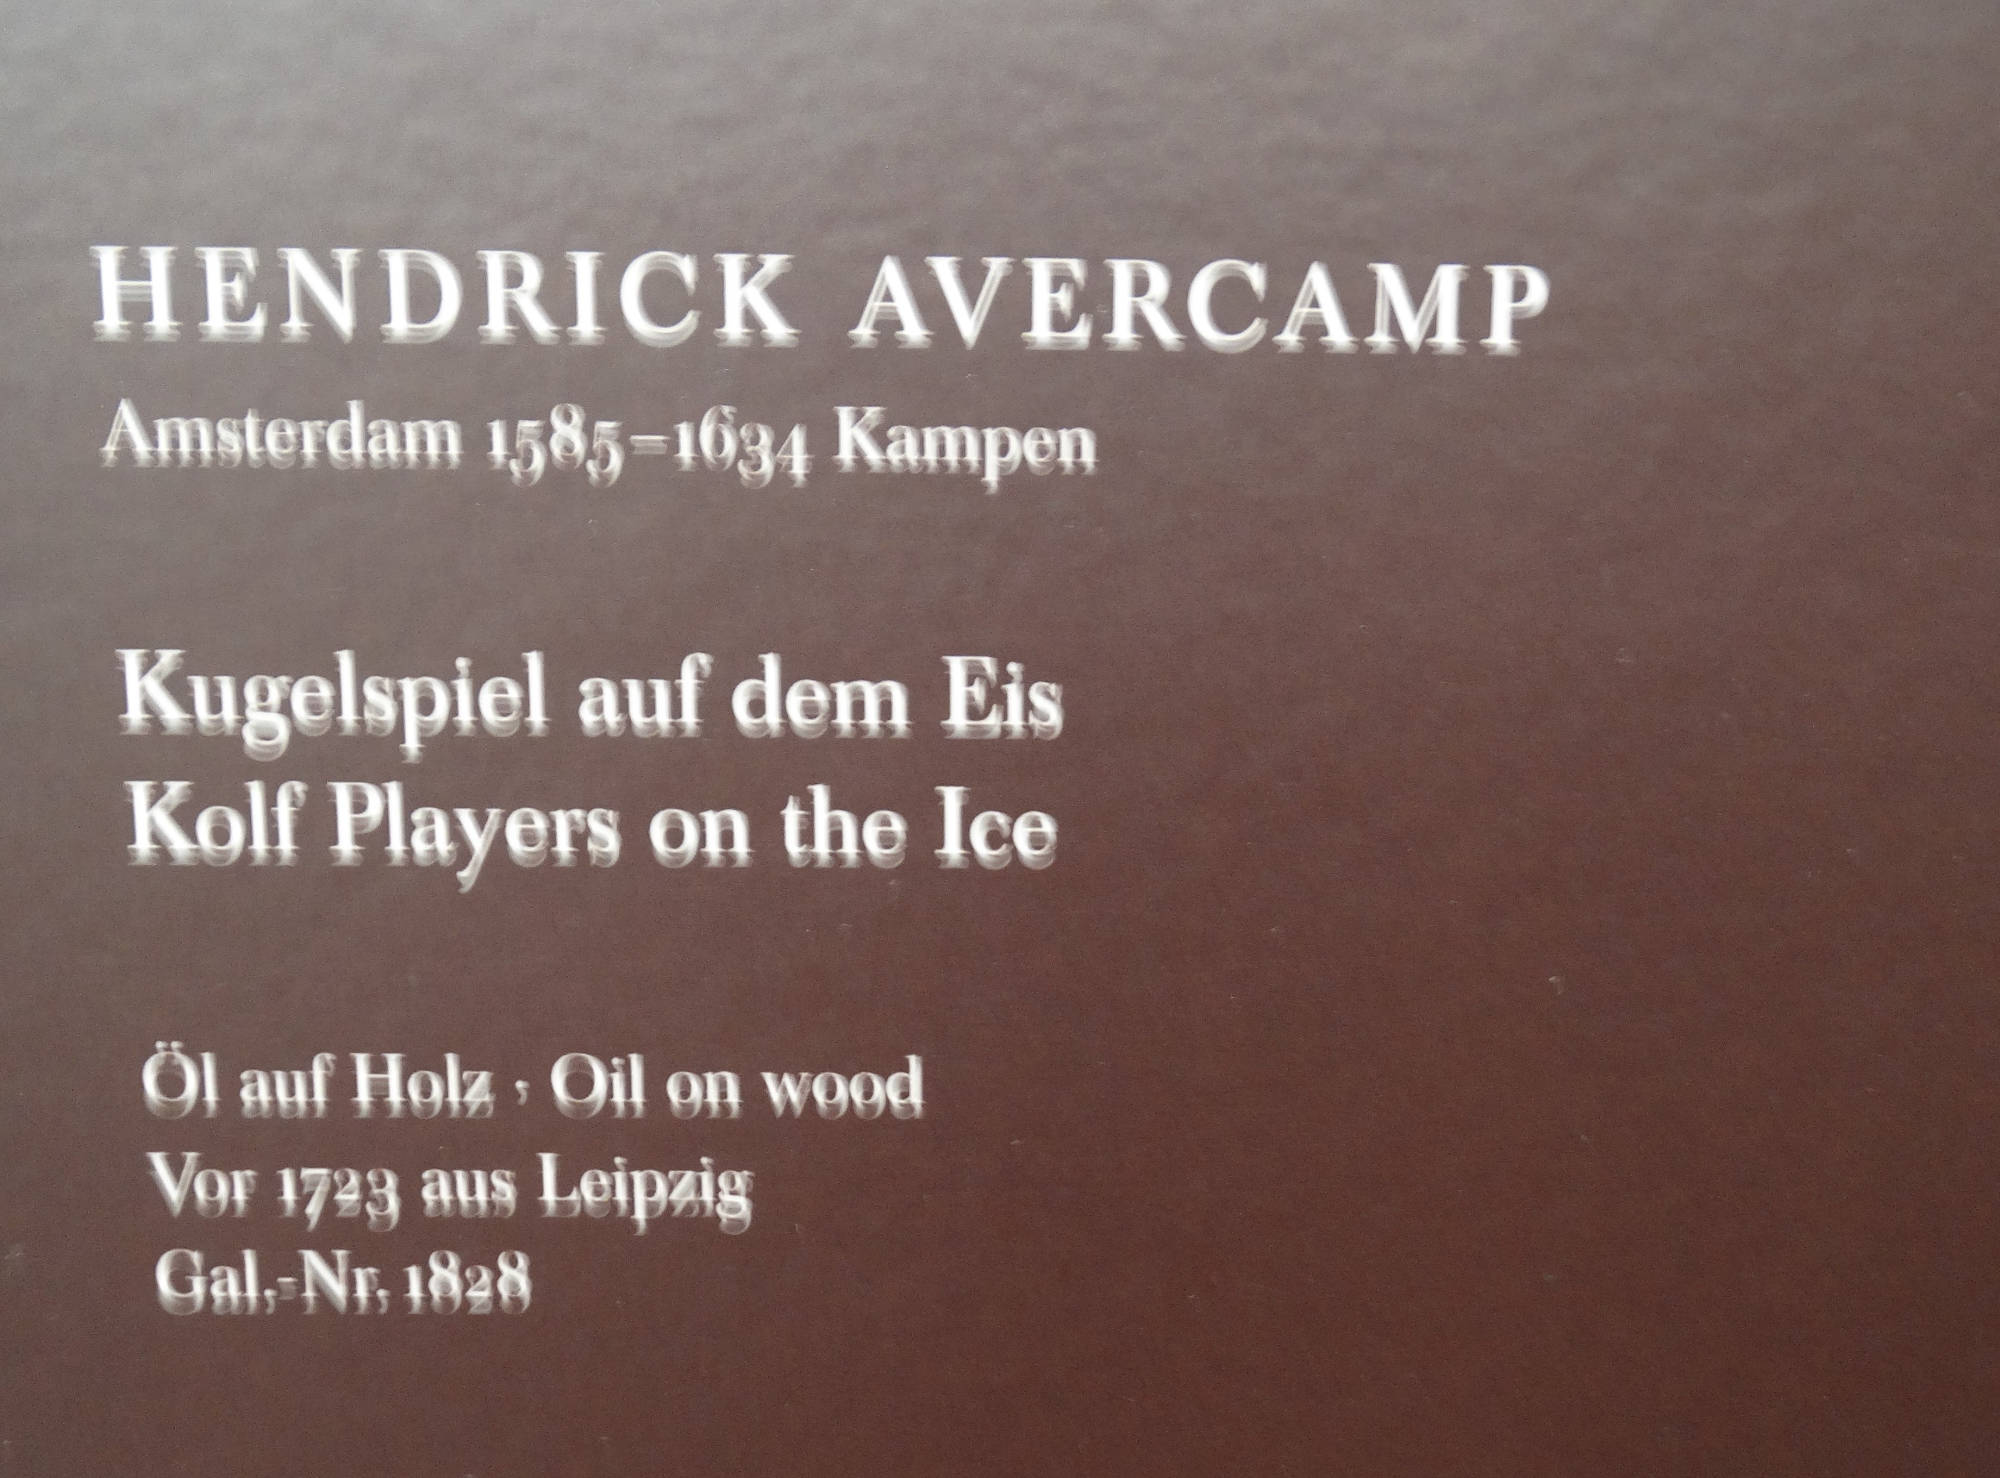 HENDRICK AVERCAMP
Amsterdam 1585–1634 Kampen
Kugelspiel auf dem Eis
Kolf Players on the Ice
Öl auf Holz · Oil on wood
Vor 1723 aus Leipzig
Gal.-Nr. 1828